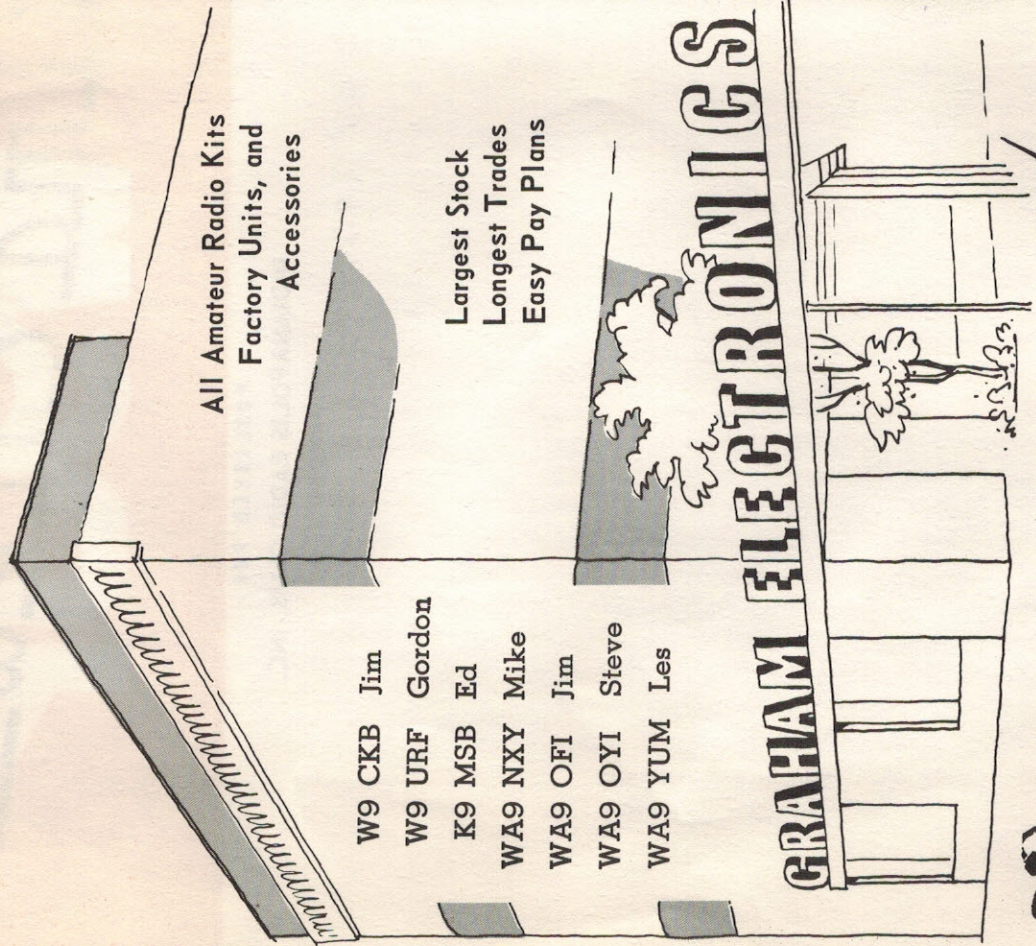 All Amateur Radio Kits
Factory Units, and
Accessories
Largest Stock
Longest Trades
Easy Pay Plans
W9 CKB Jim
W9 URF Gordon
K9 MSB Ed
WA9 NXY Mike
WA9 OFI Jim
WA9 OYI Steve
WA9 YUM Les
GRAHAM ELECTRONICS